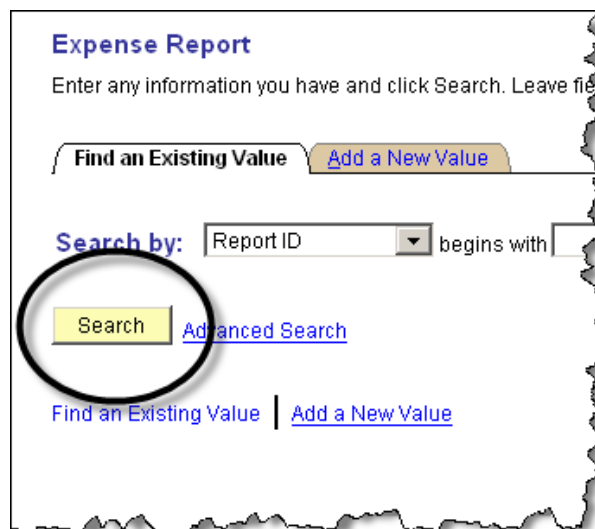 Expense Report
Enter any information you have and click Search. Leave fie
Find an Existing Value Add a New Value
Search by: Report ID begins with
Search Advanced Search
Find an Existing Value | Add a New Value